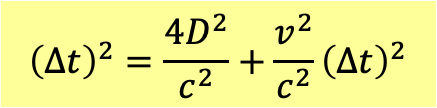 (Δt)² = 4D²/c² + v²/c² (Δt)²